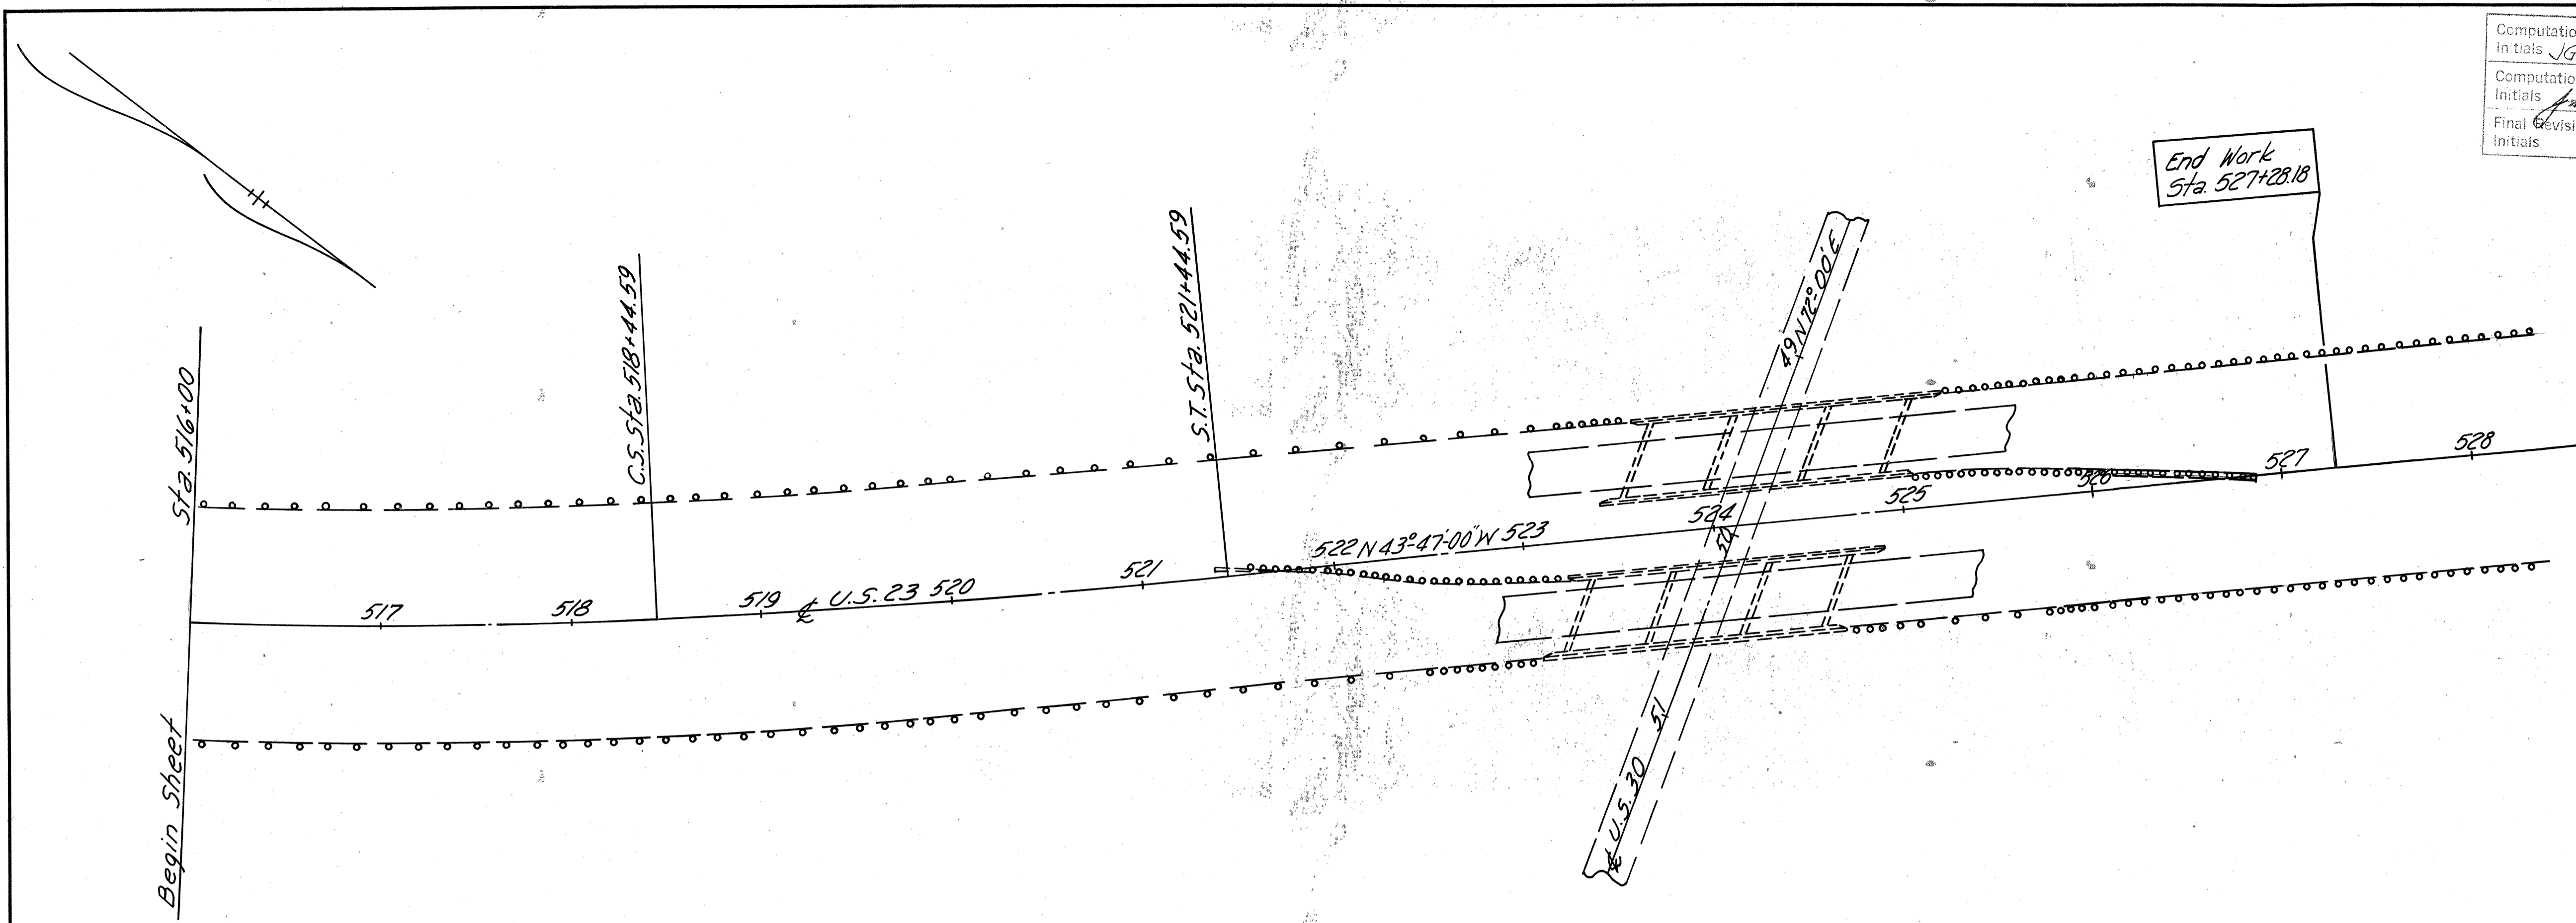 Computatio
Initials JG
Computatio
Initials
Final Revisi
Initials
End Work
Sta. 527+28.18
Sta. 516+00
Begin Sheet
C.S. Sta. 518+44.59
S.T. Sta. 521+44.59
49 N 72°-00' E
517
518
519
℄ U.S. 23
520
521
522
N 43°-47'-00" W
523
524
525
526
527
528
50
51
℄ U.S. 30